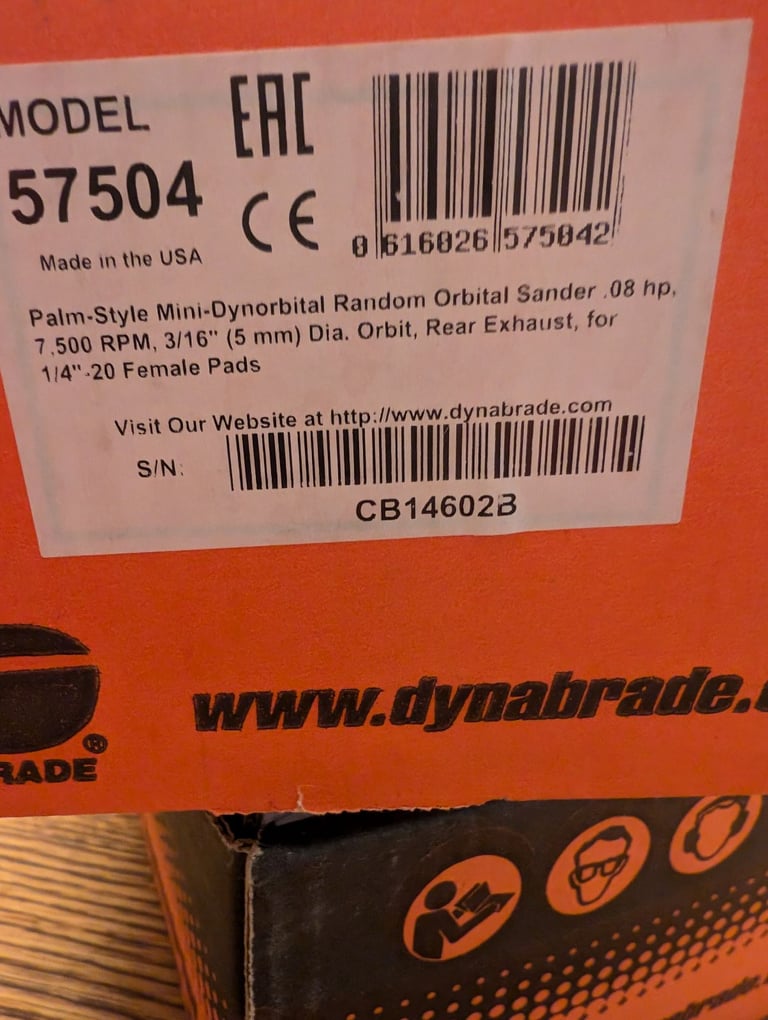 MODEL
57504
EAC
CE
Made in the USA
0 616026 575042
Palm-Style Mini-Dynorbital Random Orbital Sander .08 hp,
7,500 RPM, 3/16" (5 mm) Dia. Orbit, Rear Exhaust, for
1/4"-20 Female Pads
Visit Our Website at http://www.dynabrade.com
S/N:
CB14602B
www.dynabrade.
RADE®